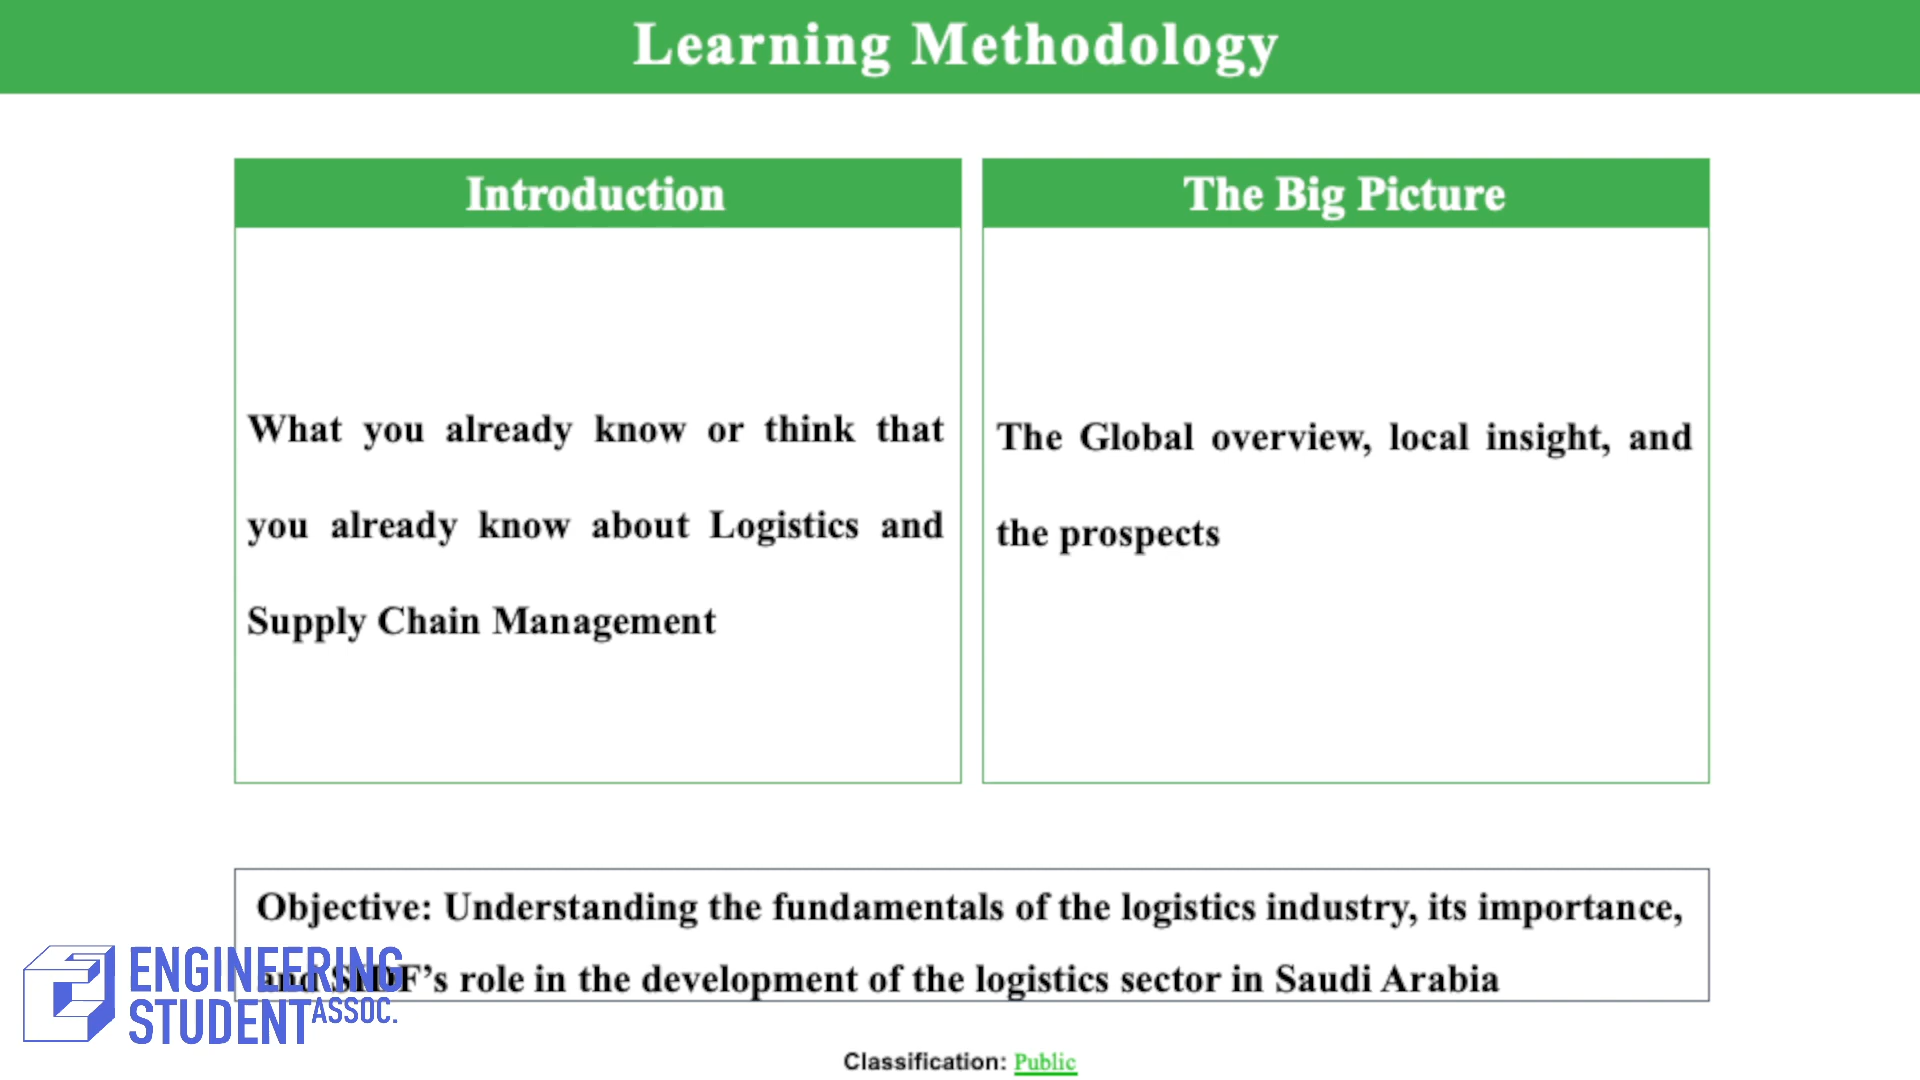 Learning Methodology
Introduction
What you already know or think that
you already know about Logistics and
Supply Chain Management
The Big Picture
The Global overview, local insight, and
the prospects
Objective: Understanding the fundamentals of the logistics industry, its importance,
and SIDF’s role in the development of the logistics sector in Saudi Arabia
ENGINEERING
STUDENT ASSOC.
Classification: Public